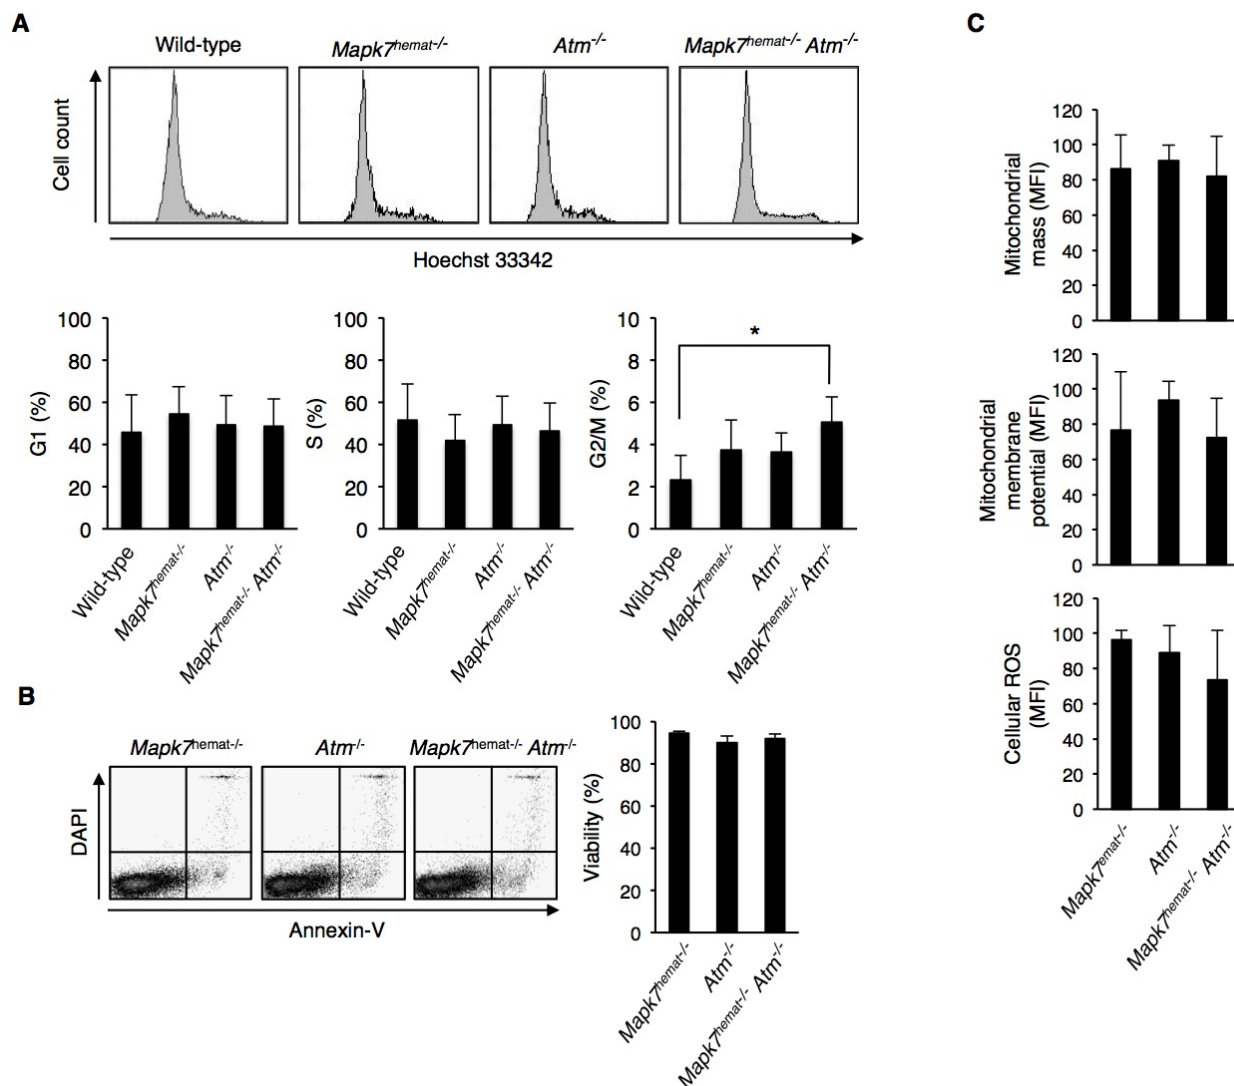 A
Wild-type
Mapk7hemat-/-
Atm-/-
Mapk7hemat-/- Atm-/-
Cell count
Hoechst 33342
G1 (%)
100
80
60
40
20
0
Wild-type
Mapk7hemat-/-
Atm-/-
Mapk7hemat-/- Atm-/-
S (%)
100
80
60
40
20
0
Wild-type
Mapk7hemat-/-
Atm-/-
Mapk7hemat-/- Atm-/-
G2/M (%)
10
8
6
4
2
0
*
Wild-type
Mapk7hemat-/-
Atm-/-
Mapk7hemat-/- Atm-/-
B
Mapk7hemat-/-
Atm-/-
Mapk7hemat-/- Atm-/-
DAPI
Annexin-V
Viability (%)
100
80
60
40
20
0
Mapk7hemat-/-
Atm-/-
Mapk7hemat-/- Atm-/-
C
Mitochondrial
mass (MFI)
120
100
80
60
40
20
0
Mitochondrial
membrane
potential (MFI)
120
100
80
60
40
20
0
Cellular ROS
(MFI)
120
100
80
60
40
20
0
Mapk7emat-/-
Atm-/-
Mapk7hemat-/- Atm-/-